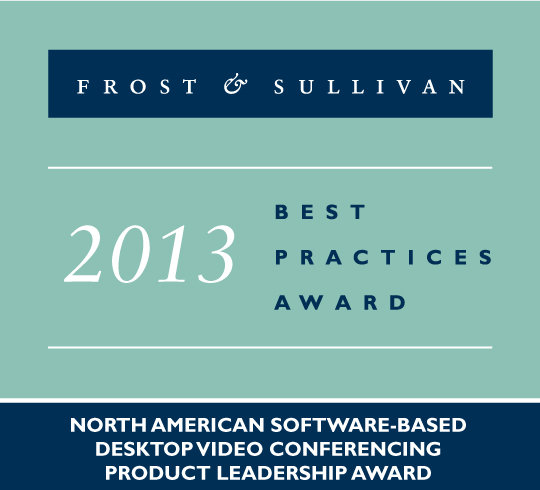 FROST & SULLIVAN
2013
BEST
PRACTICES
AWARD
NORTH AMERICAN SOFTWARE-BASED
DESKTOP VIDEO CONFERENCING
PRODUCT LEADERSHIP AWARD